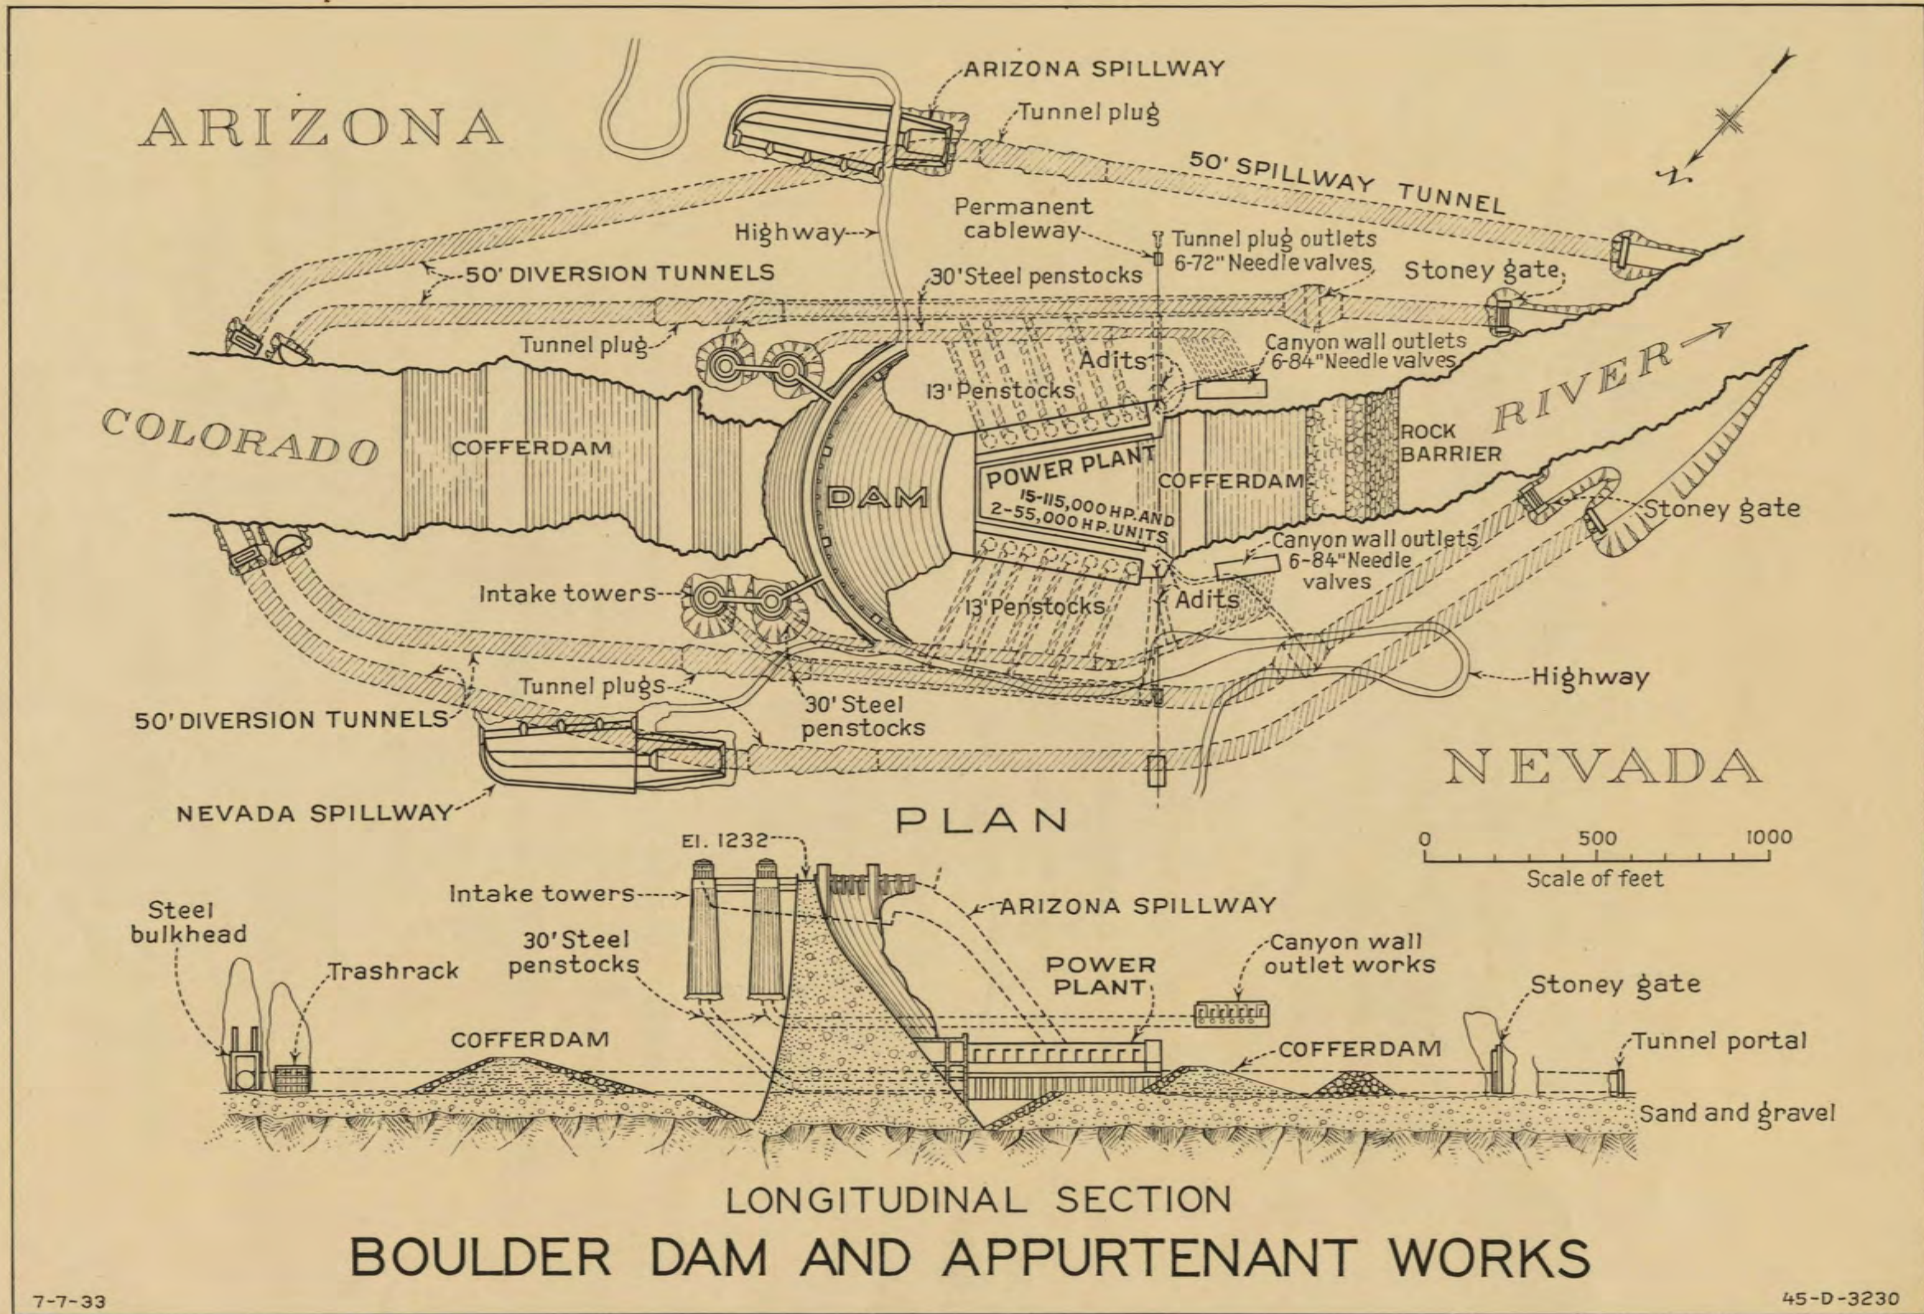 ARIZONA
ARIZONA SPILLWAY
Tunnel plug
50' SPILLWAY TUNNEL
N.
Highway
Permanent
cableway
Tunnel plug outlets
6-72" Needle valves
50' DIVERSION TUNNELS
30' Steel penstocks
Stoney gate
Tunnel plug
Adits
Canyon wall outlets
6-84" Needle valves
13' Penstocks
COLORADO
COFFERDAM
DAM
POWER PLANT
15-115,000 HP. AND
2-55,000 HP. UNITS
COFFERDAM
ROCK
BARRIER
RIVER
Stoney gate
Canyon wall outlets
6-84" Needle
valves
Intake towers
13' Penstocks
Adits
Tunnel plugs
30' Steel
penstocks
Highway
50' DIVERSION TUNNELS
NEVADA SPILLWAY
NEVADA
PLAN
0 500 1000
Scale of feet
El. 1232
Intake towers
ARIZONA SPILLWAY
Steel
bulkhead
Trashrack
30' Steel
penstocks
POWER
PLANT
Canyon wall
outlet works
Stoney gate
COFFERDAM
COFFERDAM
Tunnel portal
Sand and gravel
LONGITUDINAL SECTION
BOULDER DAM AND APPURTENANT WORKS
7-7-33
45-D-3230